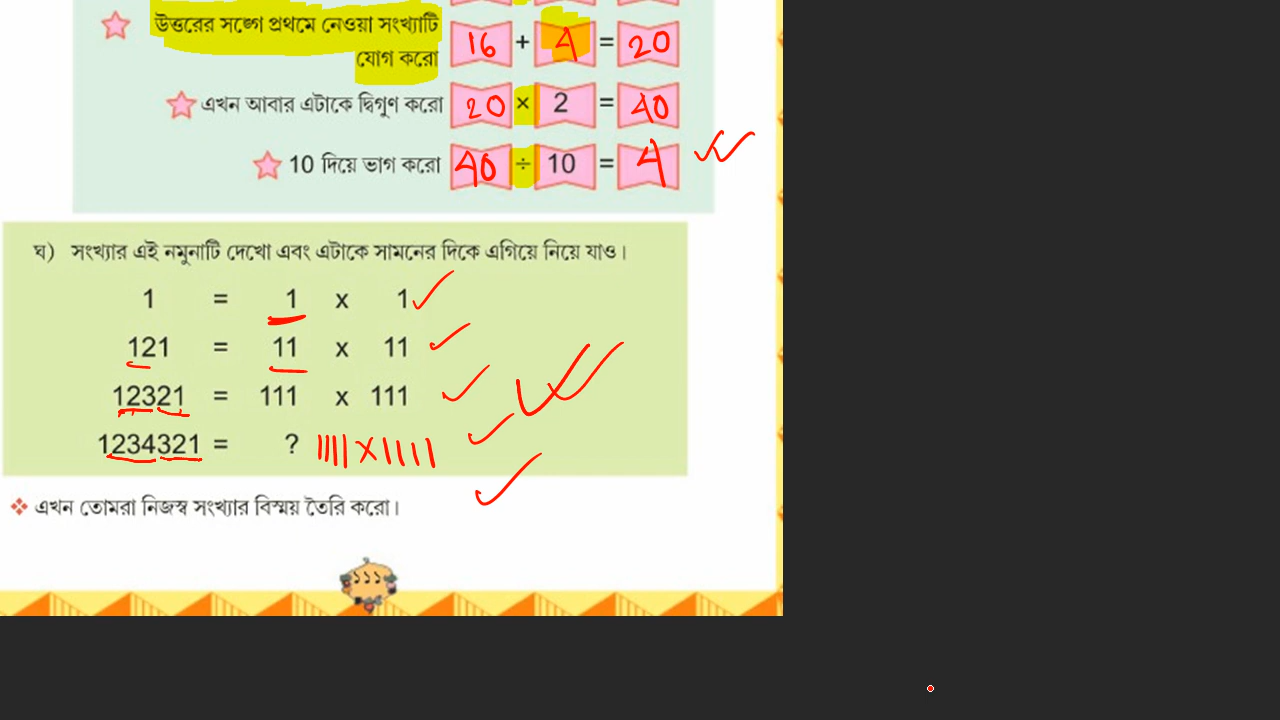 উত্তরের সঙ্গে প্রথমে নেওয়া সংখ্যাটি
যোগ করো 16 + 4 = 20
এখন আবার এটাকে দ্বিগুণ করো 20 × 2 = 40
10 দিয়ে ভাগ করো 40 ÷ 10 = 4
ঘ) সংখ্যার এই নমুনাটি দেখো এবং এটাকে সামনের দিকে এগিয়ে নিয়ে যাও।
1 = 1 x 1
121 = 11 x 11
12321 = 111 x 111
1234321 = ? 1111 x 1111
এখন তোমরা নিজস্ব সংখ্যার বিস্ময় তৈরি করো।